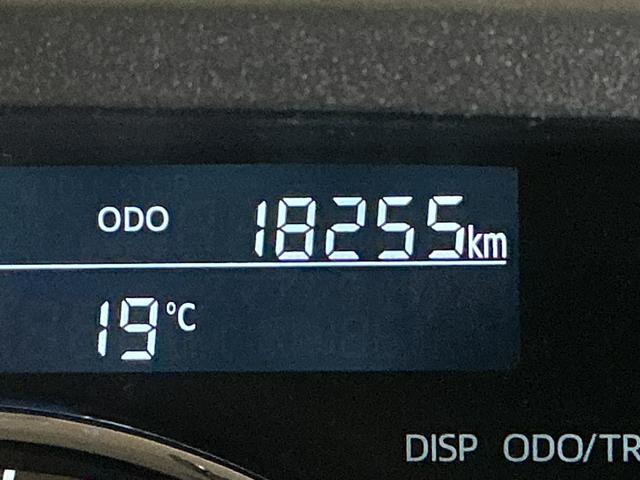 ODO 18255km
19°C
DISP ODO/TR